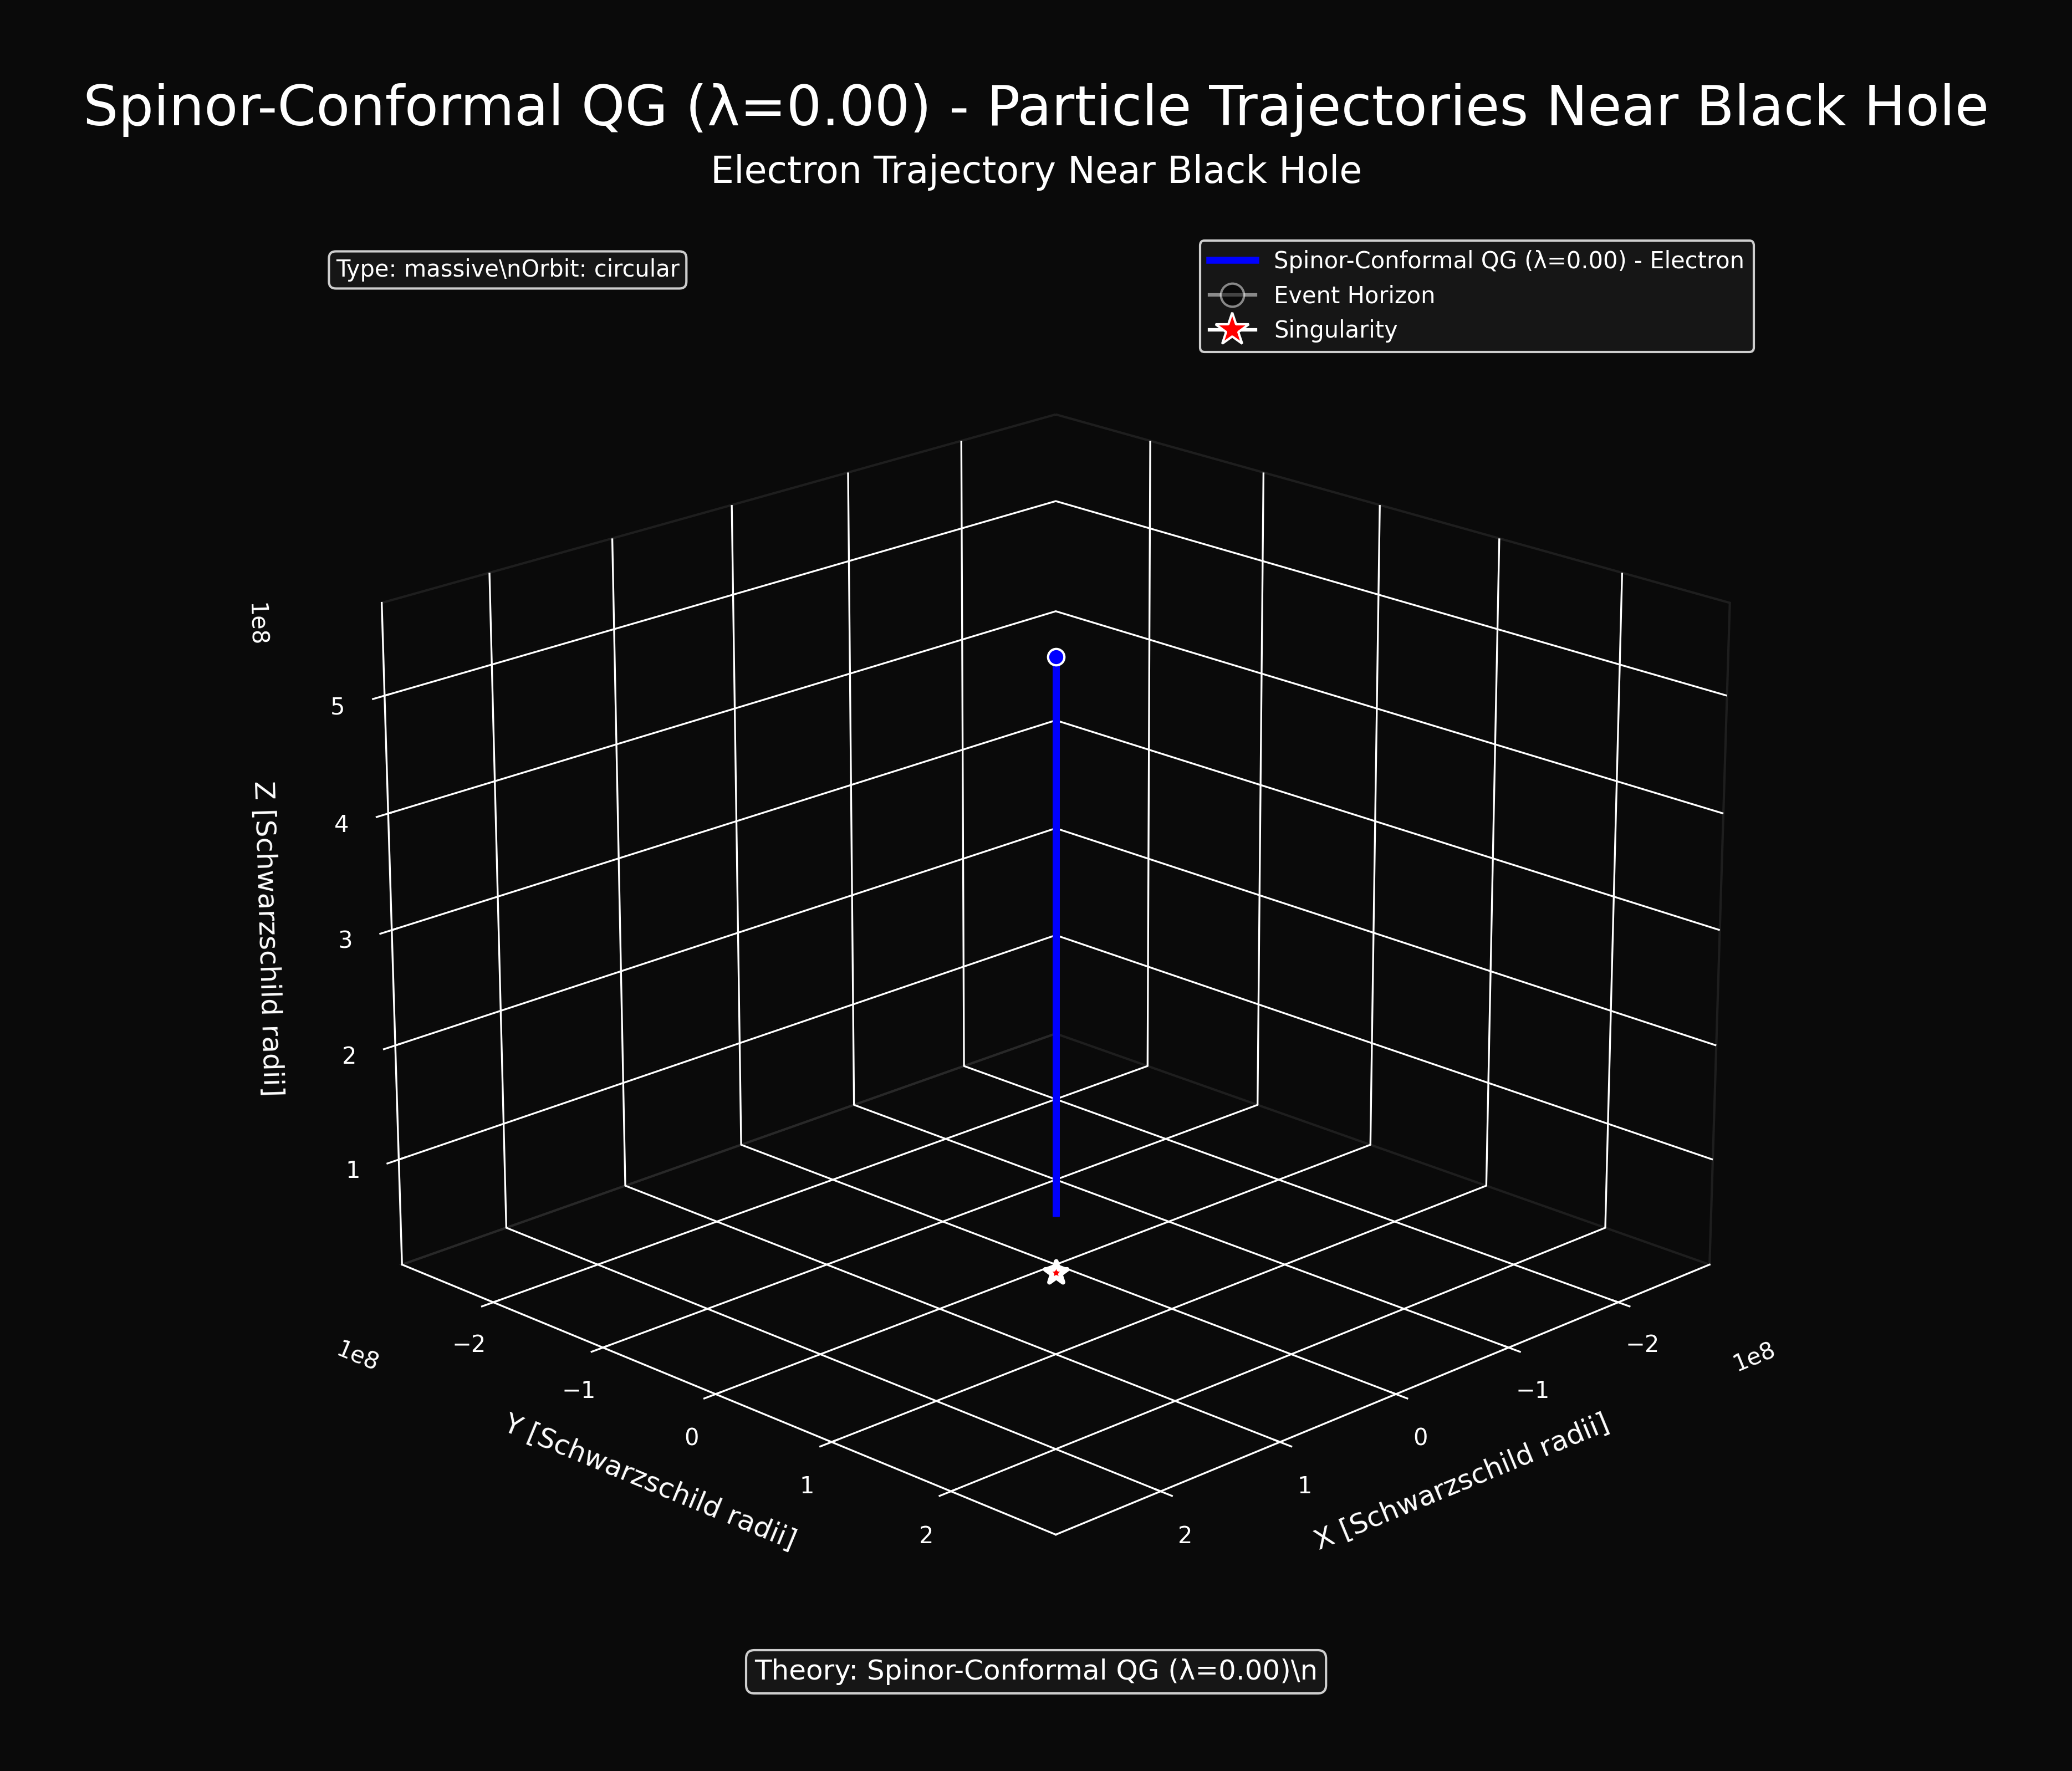 Spinor-Conformal QG (λ=0.00) - Particle Trajectories Near Black Hole
Electron Trajectory Near Black Hole
Type: massive\nOrbit: circular
Spinor-Conformal QG (λ=0.00) - Electron
Event Horizon
Singularity
1e8
5
4
3
2
1
Z [Schwarzschild radii]
1e8
−2
−1
0
1
2
Y [Schwarzschild radii]
1e8
−2
−1
0
1
2
X [Schwarzschild radii]
Theory: Spinor-Conformal QG (λ=0.00)\n